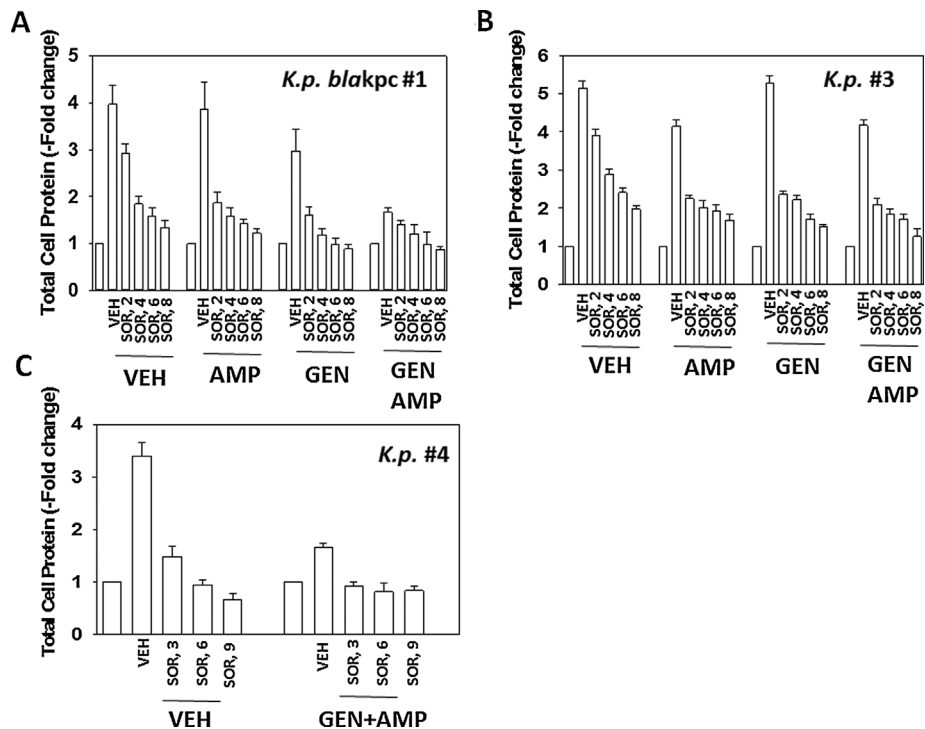 A
Total Cell Protein (-Fold change)
5
4
3
2
1
0
K.p. blakpc #1
VEH
SOR, 2
SOR, 4
SOR, 6
SOR, 8
VEH
SOR, 2
SOR, 4
SOR, 6
SOR, 8
VEH
SOR, 2
SOR, 4
SOR, 6
SOR, 8
VEH
SOR, 2
SOR, 4
SOR, 6
SOR, 8
VEH
AMP
GEN
GEN
AMP
B
Total Cell Protein (-Fold change)
6
5
4
3
2
1
0
K.p. #3
VEH
SOR, 2
SOR, 4
SOR, 6
SOR, 8
VEH
SOR, 2
SOR, 4
SOR, 6
SOR, 8
VEH
SOR, 2
SOR, 4
SOR, 6
SOR, 8
VEH
SOR, 2
SOR, 4
SOR, 6
SOR, 8
VEH
AMP
GEN
GEN
AMP
C
Total Cell Protein (-Fold change)
4
3
2
1
0
K.p. #4
VEH
SOR, 3
SOR, 6
SOR, 9
VEH
SOR, 3
SOR, 6
SOR, 9
VEH
GEN+AMP